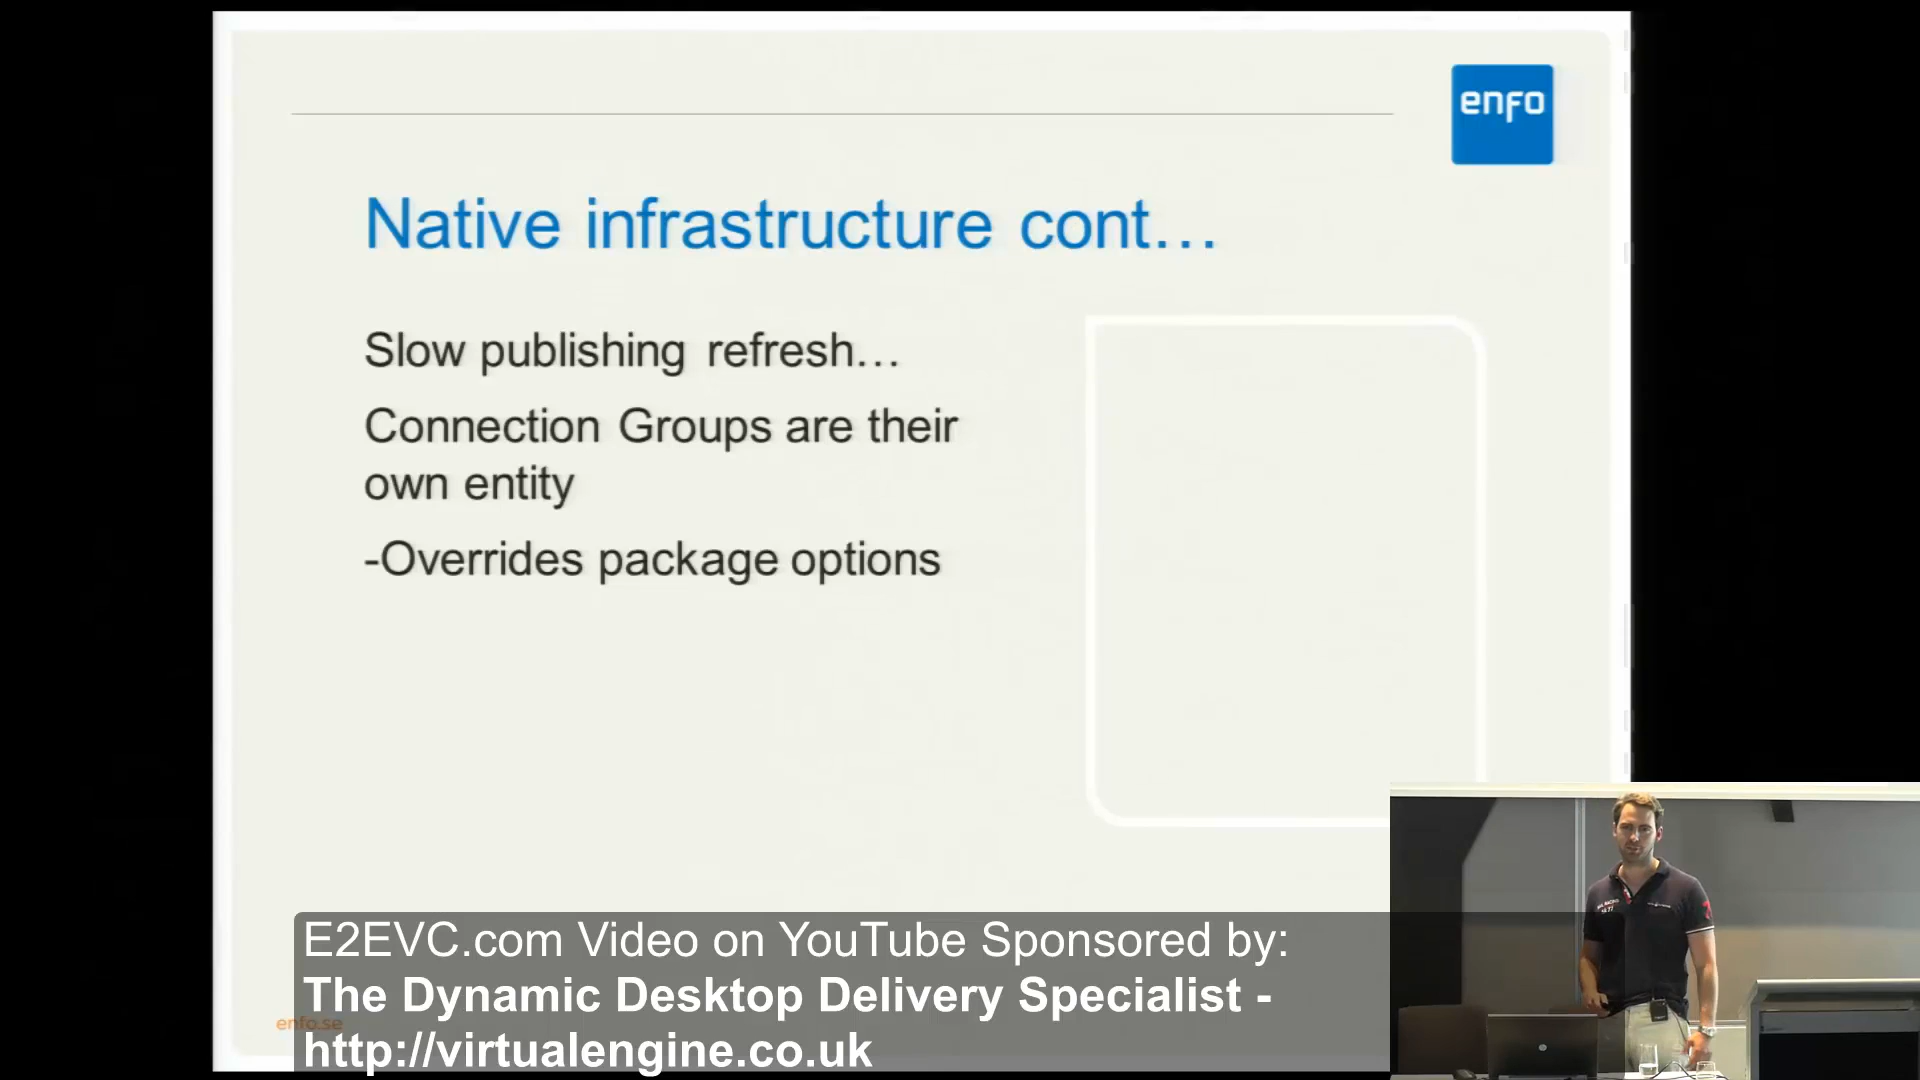 enfo
Native infrastructure cont…
Slow publishing refresh…
Connection Groups are their
own entity
-Overrides package options
E2EVC.com Video on YouTube Sponsored by:
The Dynamic Desktop Delivery Specialist -
enfo.se
http://virtualengine.co.uk